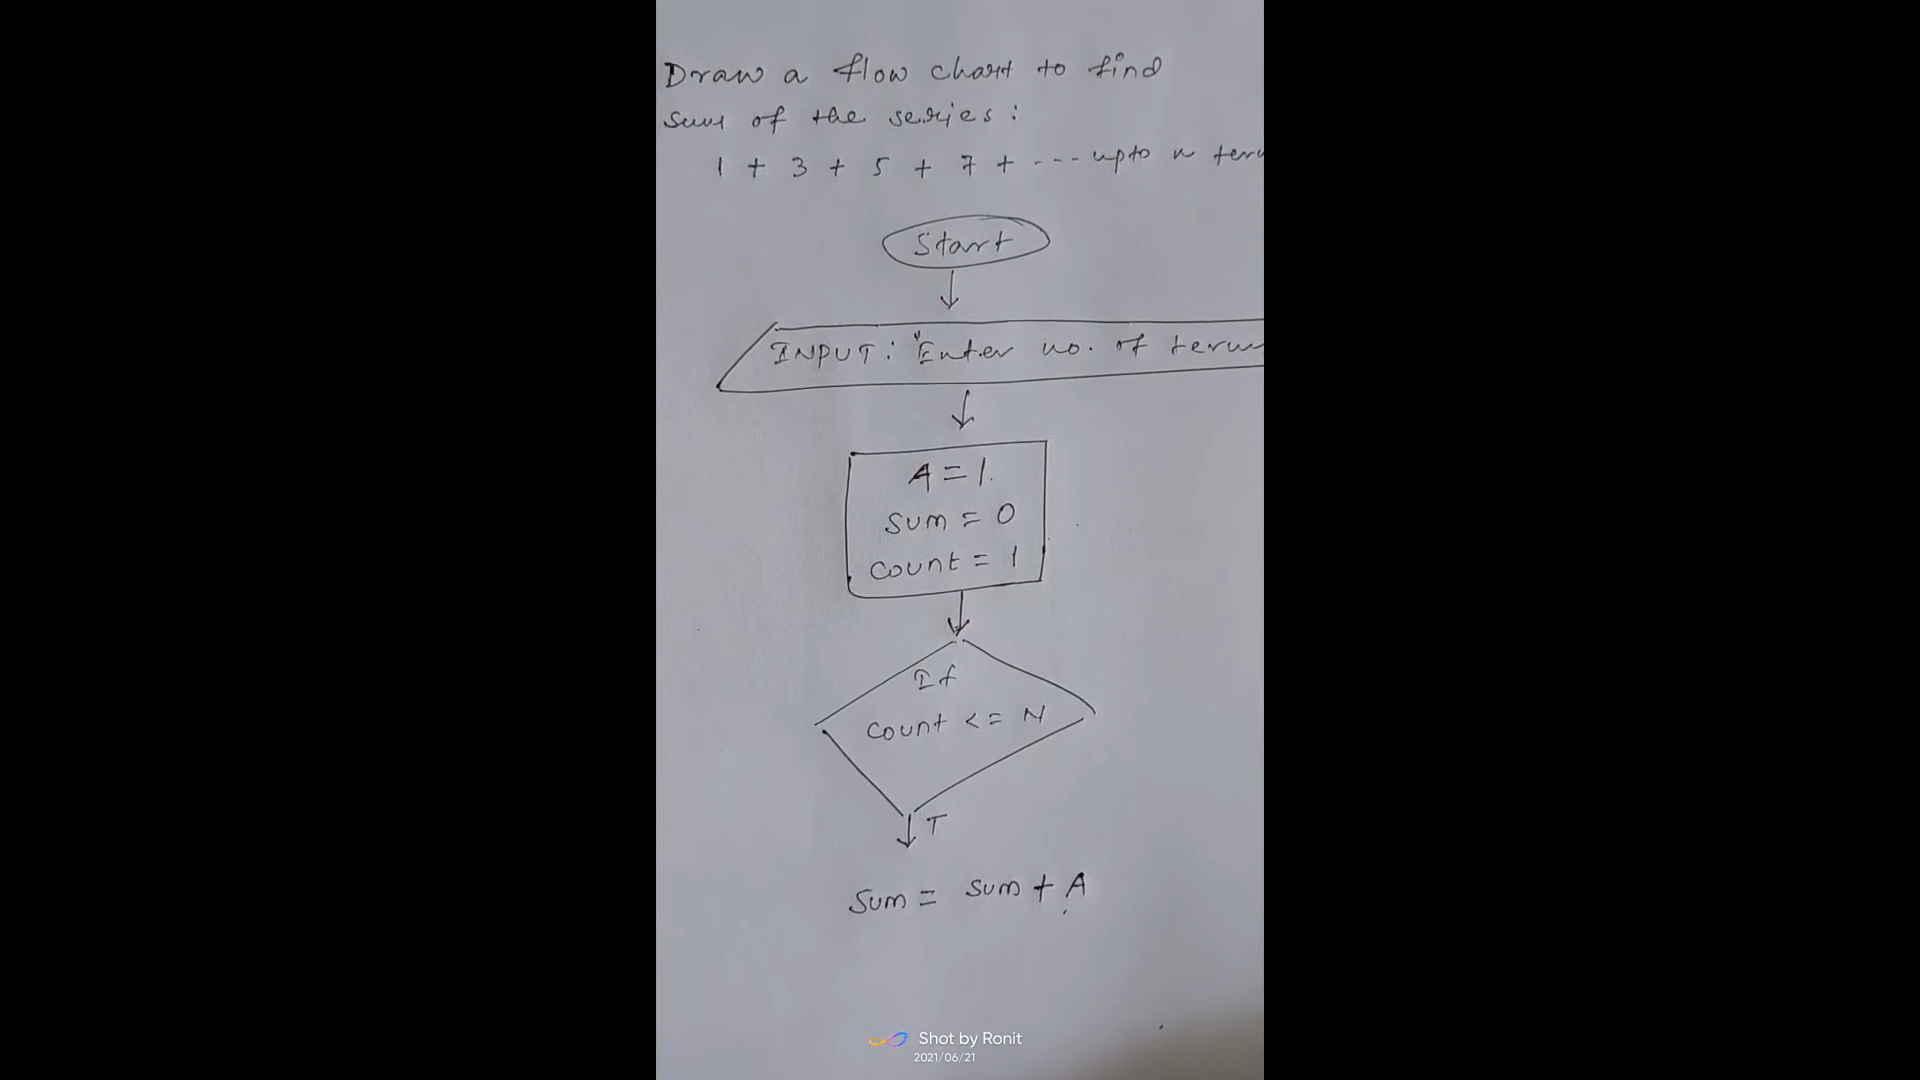 Draw a flow chart to find
sum of the series:
1 + 3 + 5 + 7 + --- upto n
Start
INPUT: "Enter no. of
A = 1
Sum = 0
Count = 1
If
Count <= N
T
Sum = Sum + A
Shot by Ronit
2021/06/21